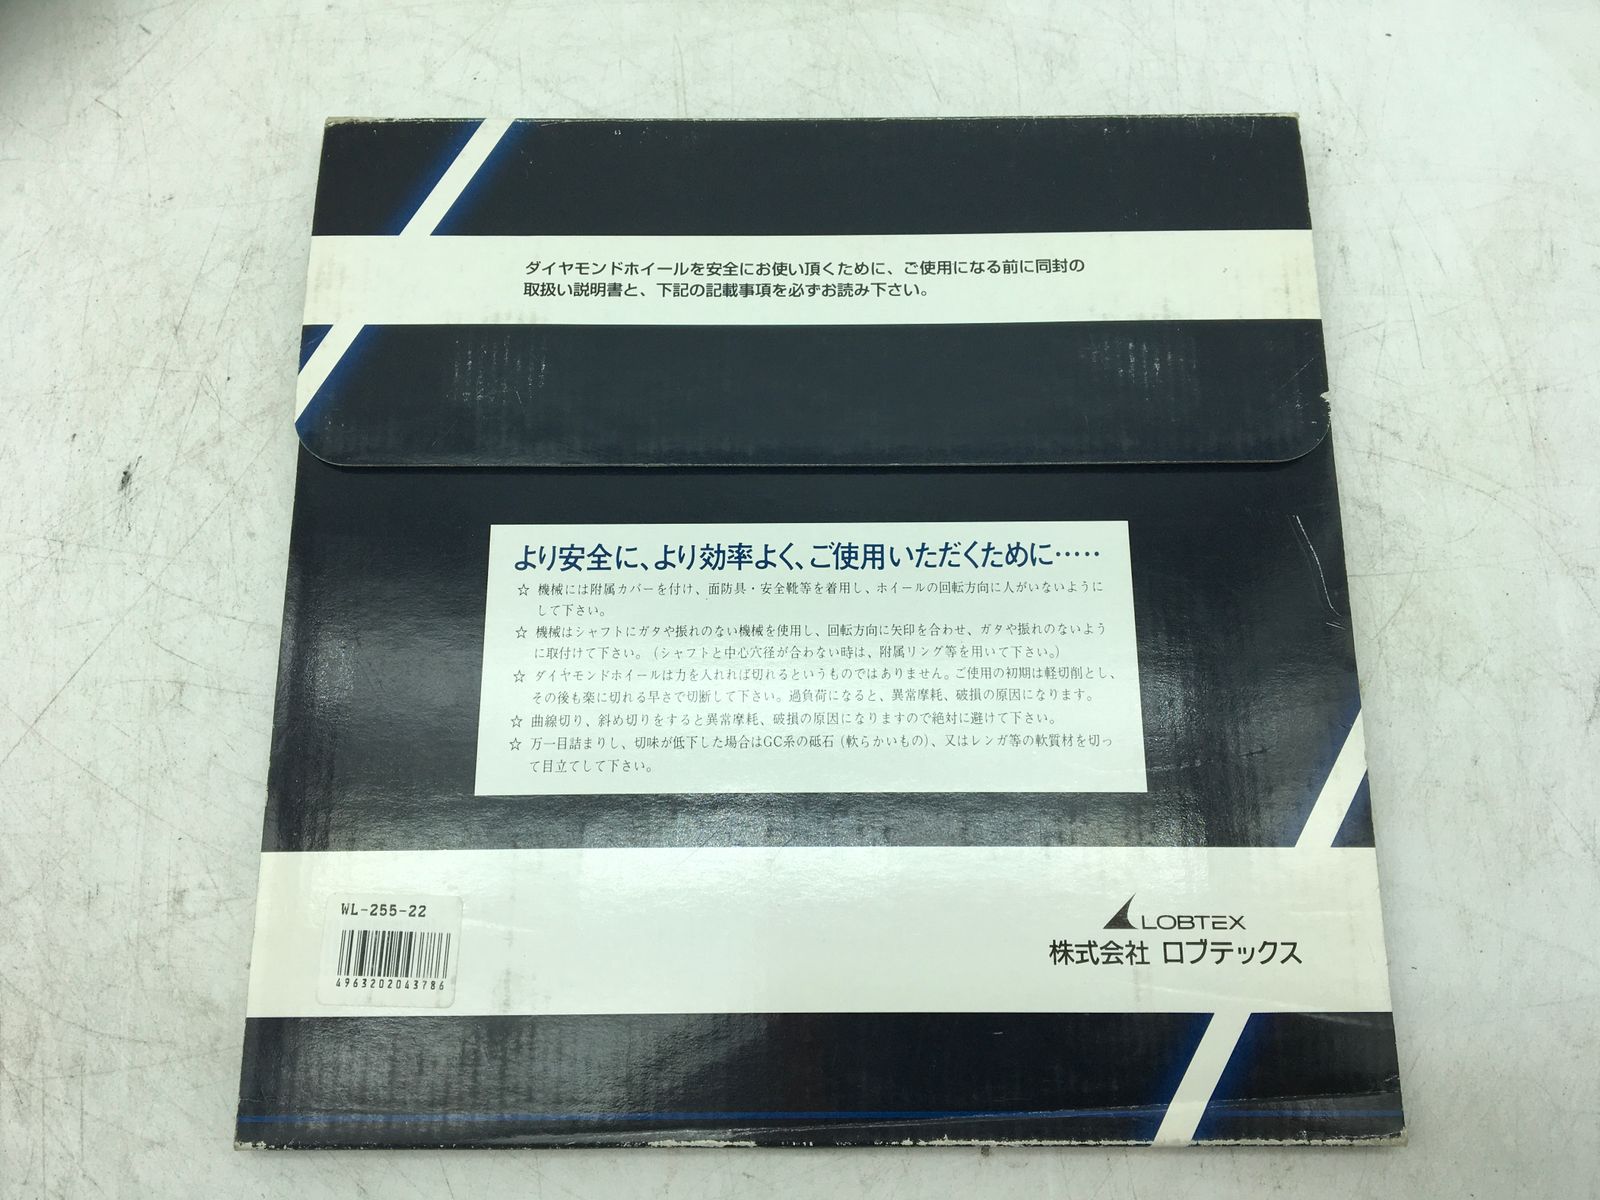 ダイヤモンドホイールを安全にお使い頂くために、ご使用になる前に同封の
取扱い説明書と、下記の記載事項を必ずお読み下さい。
より安全に、より効率よく、ご使用いただくために‥‥‥
☆ 機械には附属カバーを付け、面防具・安全靴等を着用し、ホイールの回転方向に人がいないように
して下さい。
☆ 機械はシャフトにガタや振れのない機械を使用し、回転方向に矢印を合わせ、ガタや振れのないよう
に取付けて下さい。（シャフトと中心穴径が合わない時は、附属リング等を用いて下さい。）
☆ ダイヤモンドホイールは力を入れれば切れるというものではありません。ご使用の初期は軽切削とし、
その後も楽に切れる早さで切断して下さい。過負荷になると、異常摩耗、破損の原因になります。
☆ 曲線切り、斜め切りをすると異常摩耗、破損の原因になりますので絶対に避けて下さい。
☆ 万一目詰まりし、切味が低下した場合はGC系の砥石（軟らかいもの）、又はレンガ等の軟質材を切っ
て目立てして下さい。
WL-255-22
4963202043786
LOBTEX
株式会社 ロブテックス